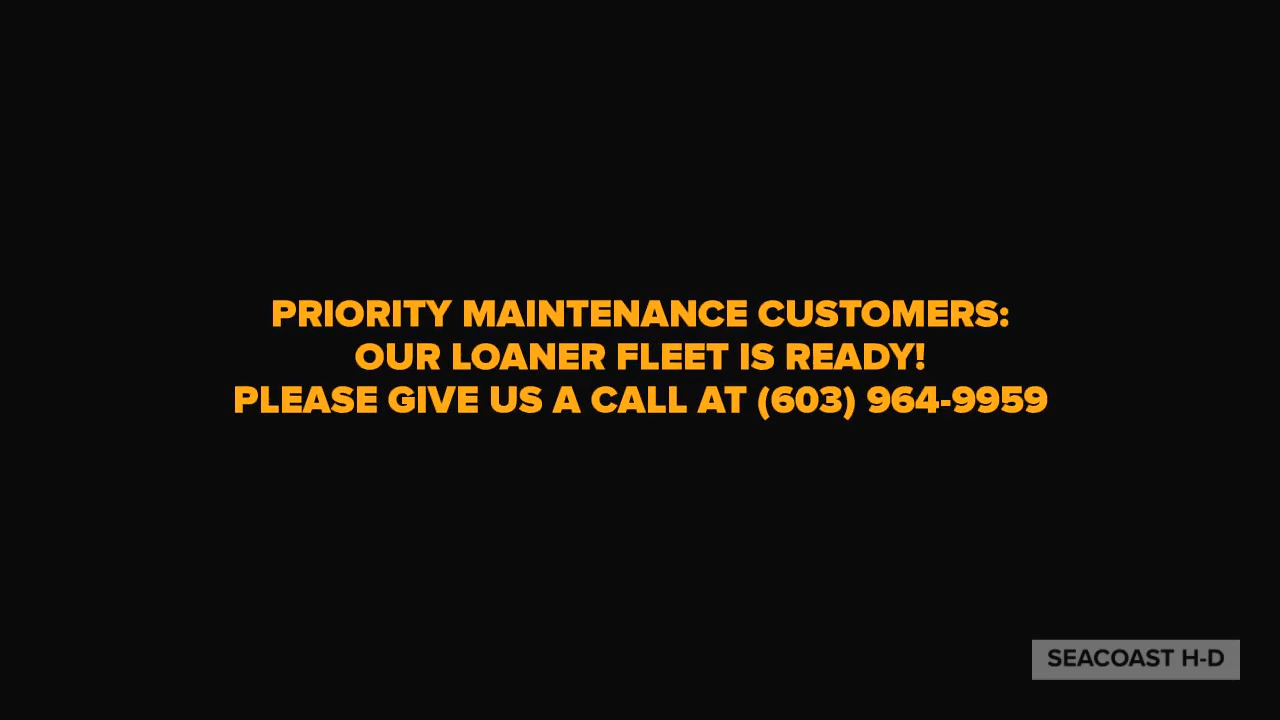 PRIORITY MAINTENANCE CUSTOMERS:
OUR LOANER FLEET IS READY!
PLEASE GIVE US A CALL AT (603) 964-9959
SEACOAST H-D